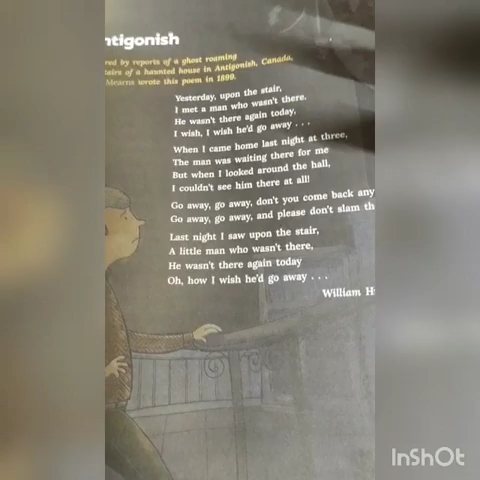 ntigonish
red by reports of a ghost roaming
tairs of a haunted house in Antigonish, Canada,
Mearns wrote this poem in 1899.
Yesterday, upon the stair,
I met a man who wasn't there.
He wasn't there again today,
I wish, I wish he'd go away . . .
When I came home last night at three,
The man was waiting there for me
But when I looked around the hall,
I couldn't see him there at all!
Go away, go away, don't you come back any
Go away, go away, and please don't slam th
Last night I saw upon the stair,
A little man who wasn't there,
He wasn't there again today
Oh, how I wish he'd go away . . .
William H
InShOt